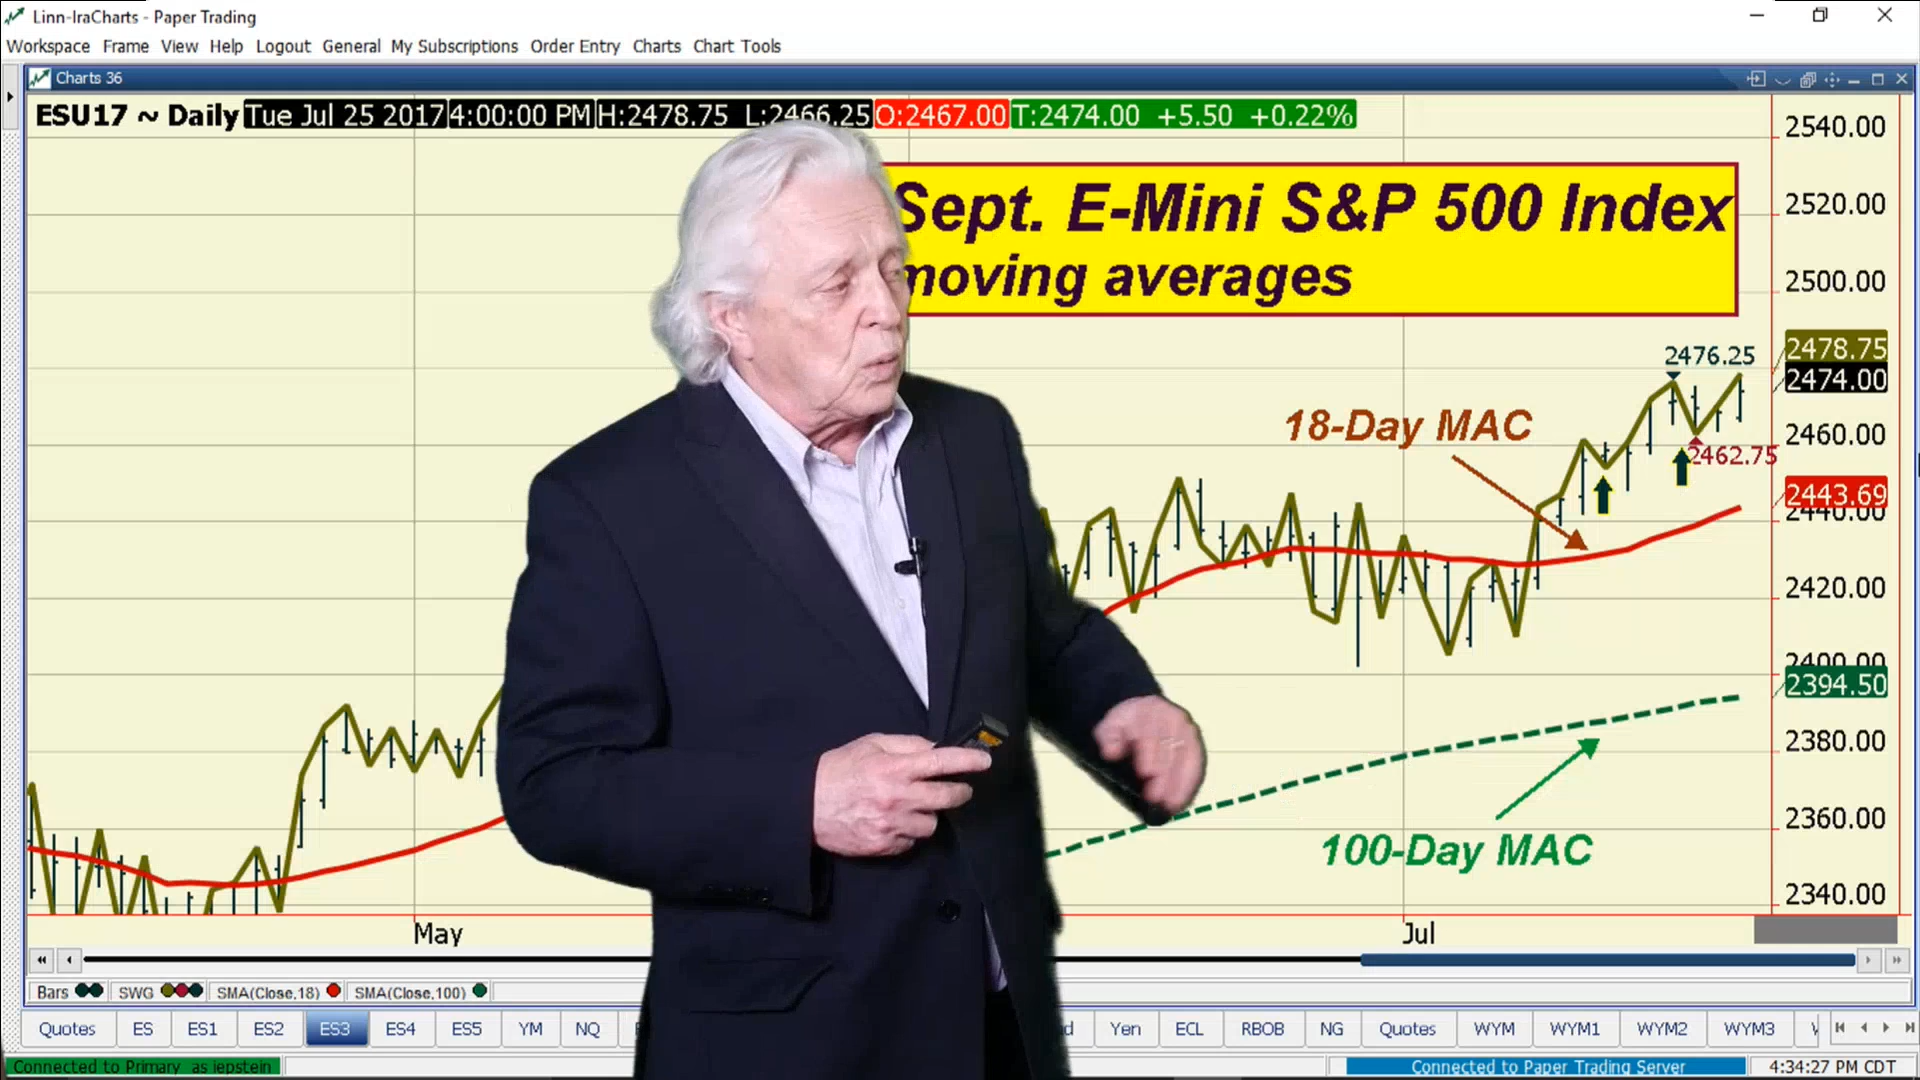 Linn-IraCharts - Paper Trading
Workspace Frame View Help Logout General My Subscriptions Order Entry Charts Chart Tools
Charts 36
ESU17 ~ Daily Tue Jul 25 2017 4:00:00 PM H:2478.75 L:2466.25 O:2467.00 T:2474.00 +5.50 +0.22%
2540.00
Sept. E-Mini S&P 500 Index
2520.00
moving averages
2500.00
2478.75
2476.25
2474.00
18-Day MAC
2460.00
2462.75
2443.69
2440.00
2420.00
2400.00
2394.50
2380.00
2360.00
100-Day MAC
2340.00
May
Jul
Bars SWG SMA(Close,18) SMA(Close,100)
Quotes ES ES1 ES2 ES3 ES4 ES5 YM NQ Yen ECL RBOB NG Quotes WYM WYM1 WYM2 WYM3
Connected to Primary as iepstein
Connected to Paper Trading Server
4:34:27 PM CDT